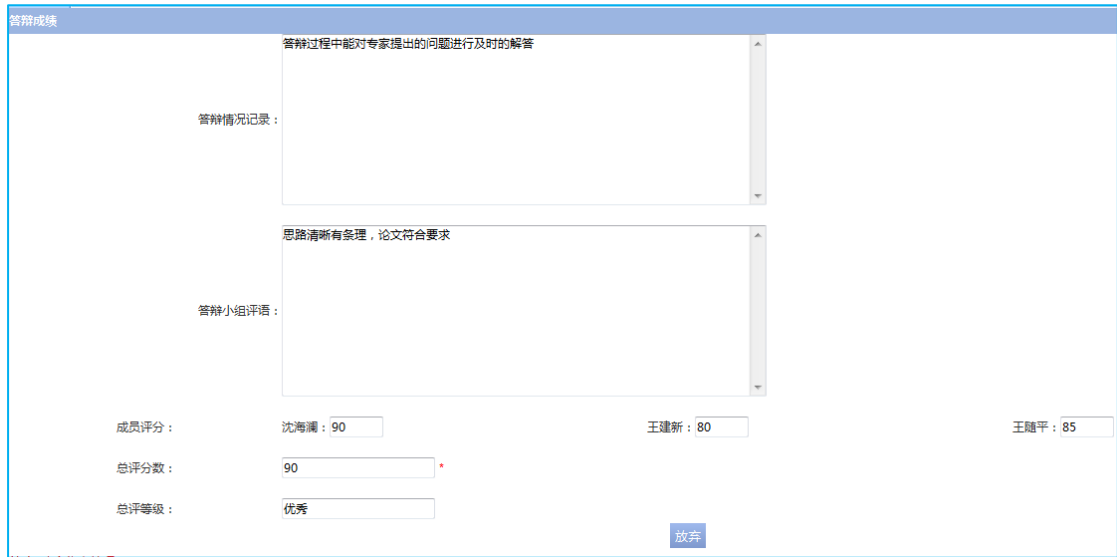 答辩成绩
答辩过程中能对专家提出的问题进行及时的解答
答辩情况记录：
思路清晰有条理，论文符合要求
答辩小组评语：
成员评分： 沈海澜：90 王建新：80 王随平：85
总评分数： 90 *
总评等级： 优秀
放弃